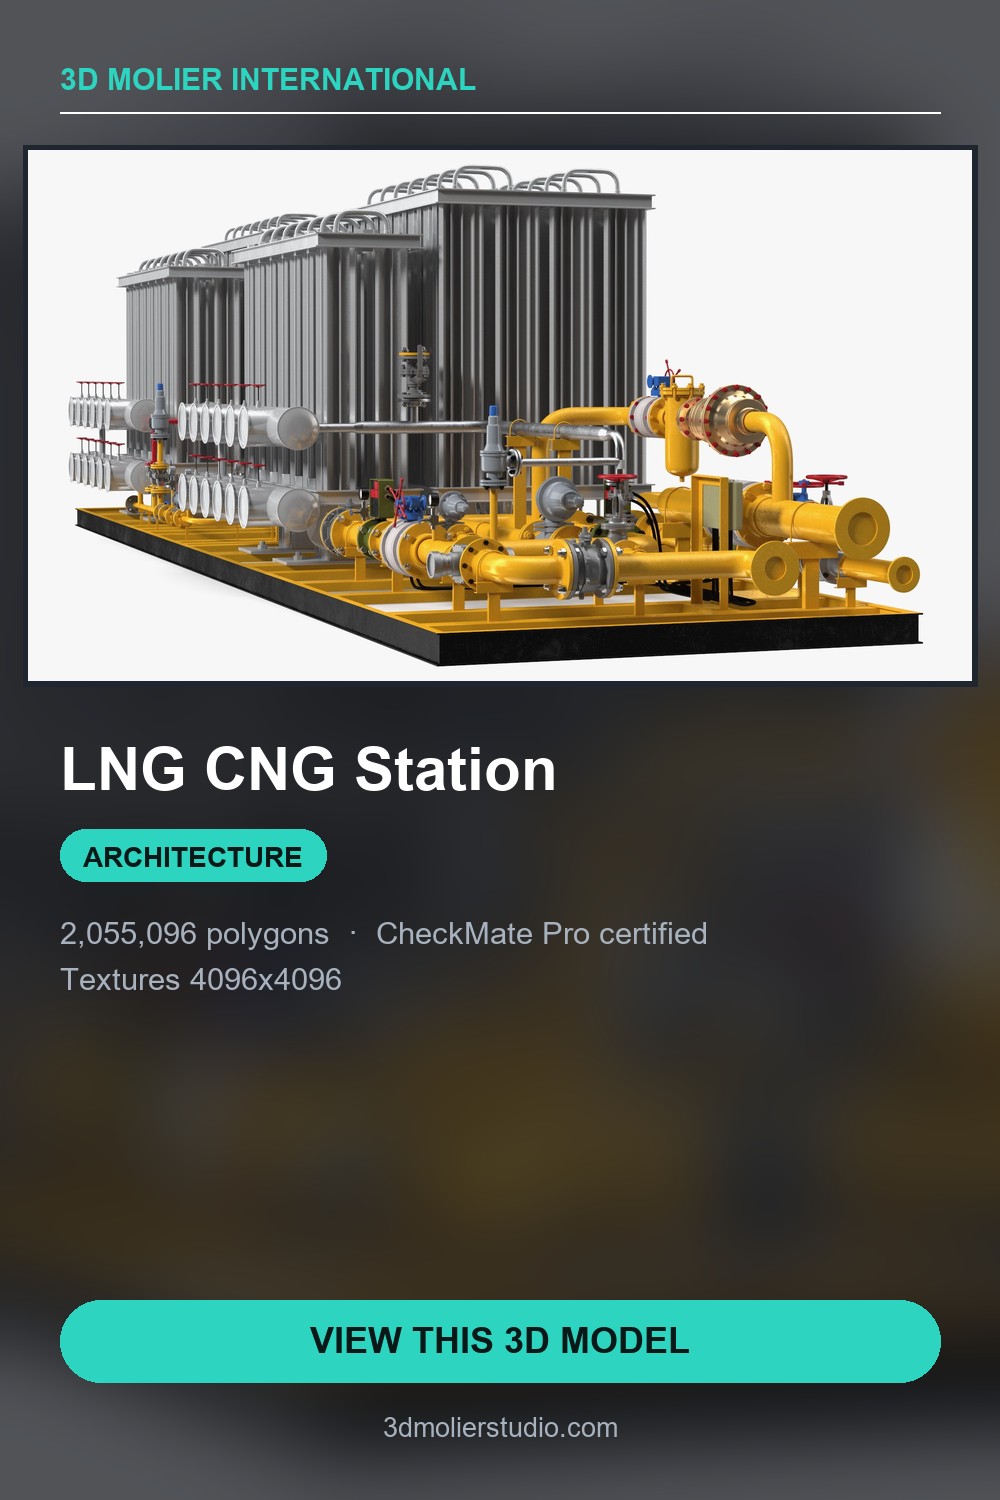 3D MOLIER INTERNATIONAL
LNG CNG Station
ARCHITECTURE
2,055,096 polygons · CheckMate Pro certified
Textures 4096x4096
VIEW THIS 3D MODEL
3dmolierstudio.com